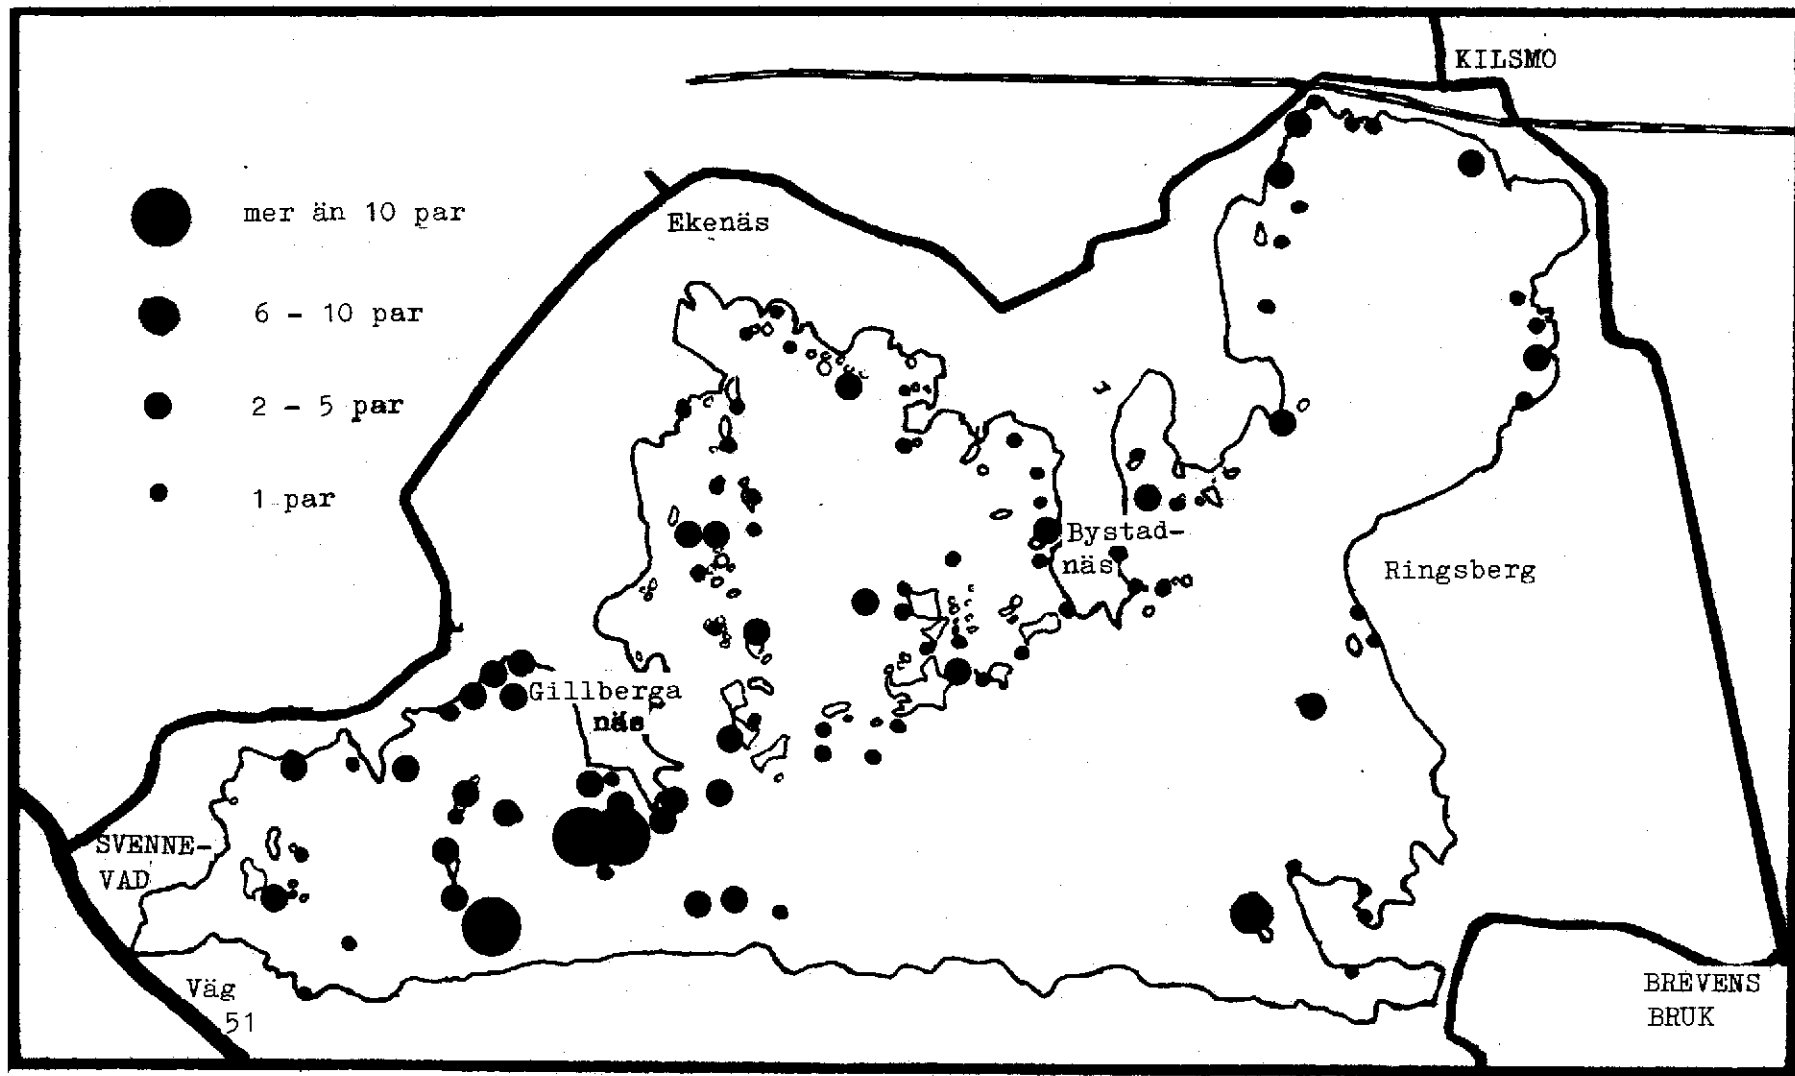 KILSMO
mer än 10 par
Ekenäs
6 - 10 par
2 - 5 par
1 par
Bystad-
näs
Ringsberg
Gillberga
näs
SVENNE-
VAD
Väg
51
BREVENS
BRUK